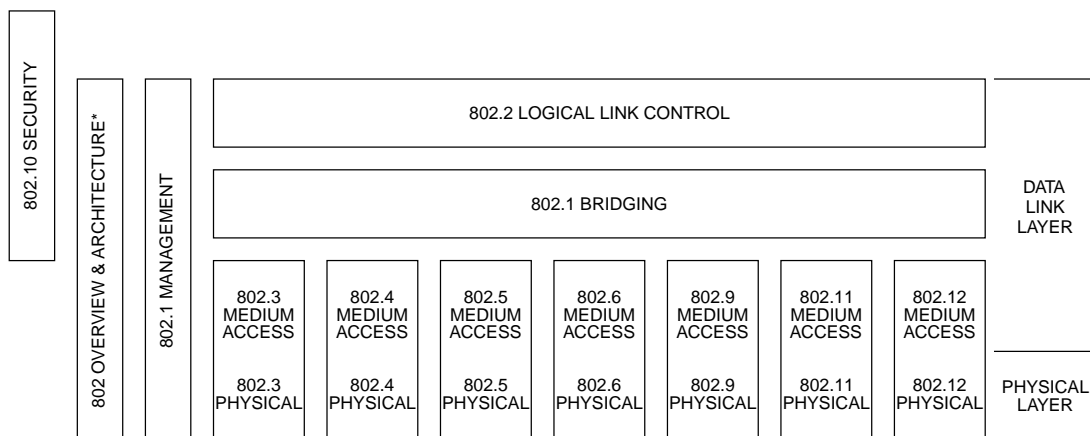 802.10 SECURITY
802 OVERVIEW & ARCHITECTURE*
802.1 MANAGEMENT
802.2 LOGICAL LINK CONTROL
802.1 BRIDGING
DATA
LINK
LAYER
802.3
MEDIUM
ACCESS
802.3
PHYSICAL
802.4
MEDIUM
ACCESS
802.4
PHYSICAL
802.5
MEDIUM
ACCESS
802.5
PHYSICAL
802.6
MEDIUM
ACCESS
802.6
PHYSICAL
802.9
MEDIUM
ACCESS
802.9
PHYSICAL
802.11
MEDIUM
ACCESS
802.11
PHYSICAL
802.12
MEDIUM
ACCESS
802.12
PHYSICAL
PHYSICAL
LAYER